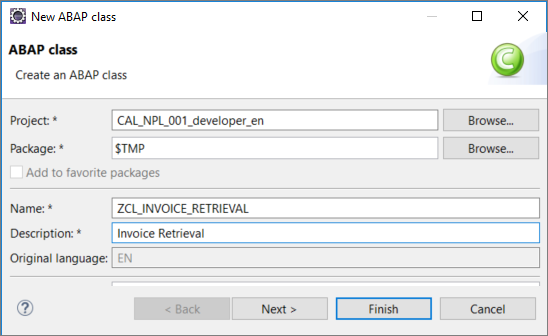 New ABAP class
ABAP class
Create an ABAP class
C
Project: * CAL_NPL_001_developer_en Browse...
Package: * $TMP Browse...
Add to favorite packages
Name: * ZCL_INVOICE_RETRIEVAL
Description: * Invoice Retrieval
Original language: EN
? < Back Next > Finish Cancel